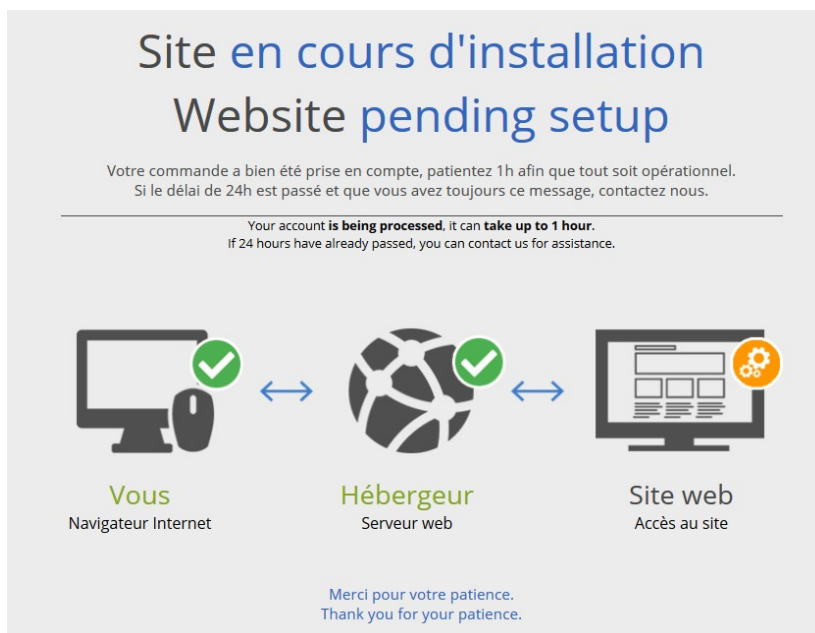 Site en cours d'installation
Website pending setup
Votre commande a bien été prise en compte, patientez 1h afin que tout soit opérationnel.
Si le délai de 24h est passé et que vous avez toujours ce message, contactez nous.
Your account is being processed, it can take up to 1 hour.
If 24 hours have already passed, you can contact us for assistance.
Vous
Navigateur Internet
Hébergeur
Serveur web
Site web
Accès au site
Merci pour votre patience.
Thank you for your patience.